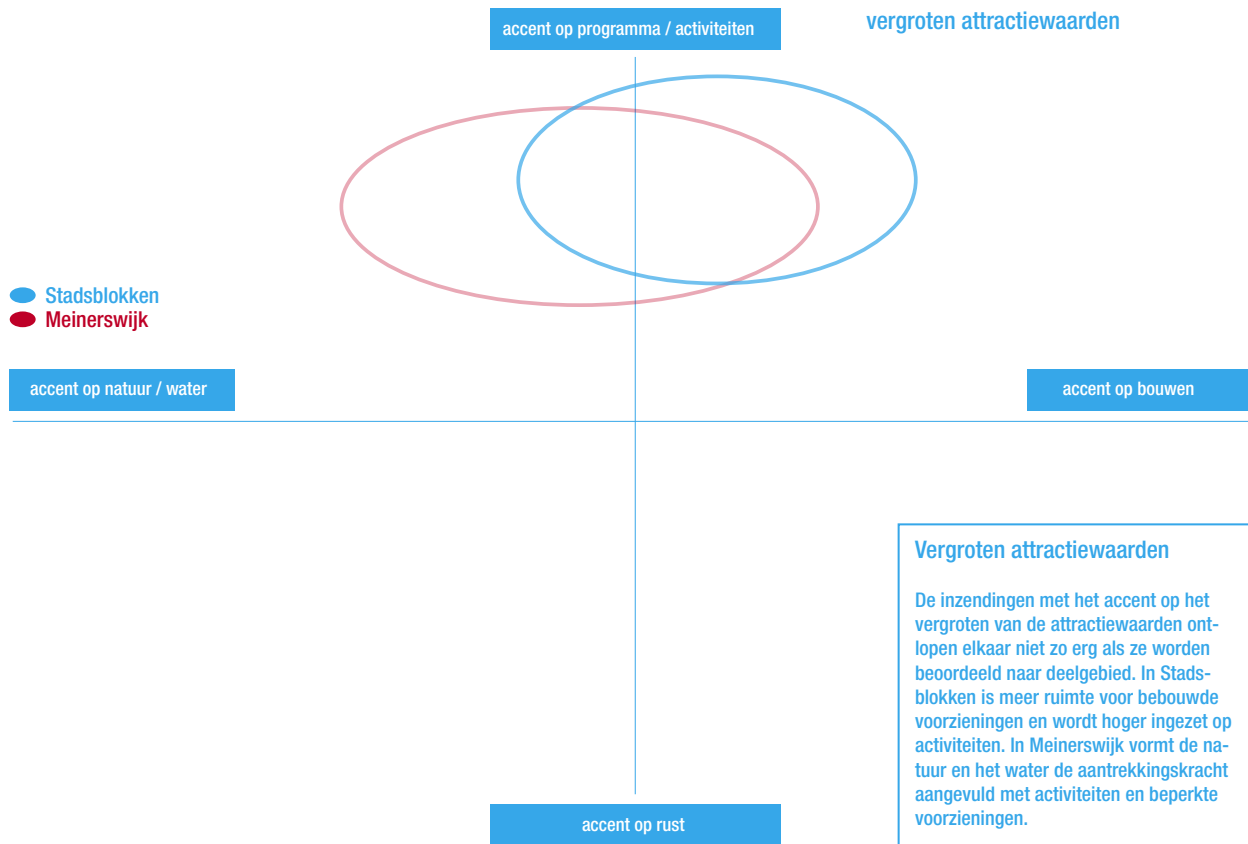 accent op programma / activiteiten
vergroten attractiewaarden
Stadsblokken
Meinerswijk
accent op natuur / water
accent op bouwen
Vergroten attractiewaarden
De inzendingen met het accent op het
vergroten van de attractiewaarden ont-
lopen elkaar niet zo erg als ze worden
beoordeeld naar deelgebied. In Stads-
blokken is meer ruimte voor bebouwde
voorzieningen en wordt hoger ingezet op
activiteiten. In Meinerswijk vormt de na-
tuur en het water de aantrekkingskracht
aangevuld met activiteiten en beperkte
voorzieningen.
accent op rust